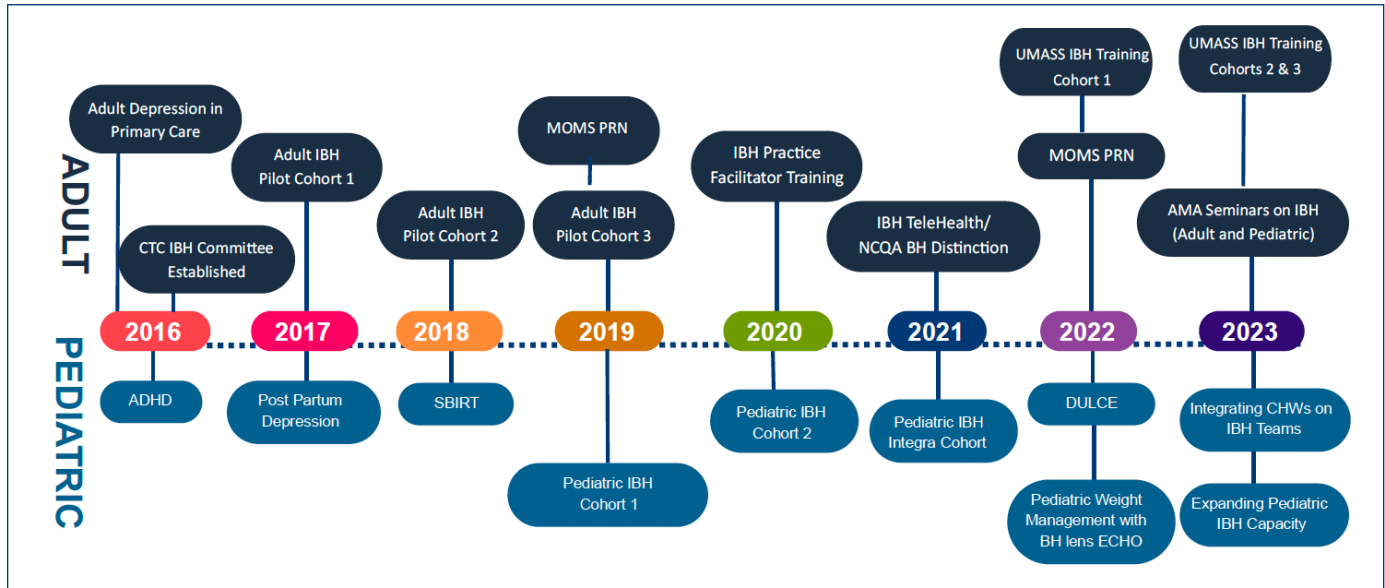 ADULT
Adult Depression in
Primary Care
CTC IBH Committee
Established
Adult IBH
Pilot Cohort 1
Adult IBH
Pilot Cohort 2
MOMS PRN
Adult IBH
Pilot Cohort 3
IBH Practice
Facilitator Training
IBH TeleHealth/
NCQA BH Distinction
UMASS IBH Training
Cohort 1
MOMS PRN
UMASS IBH Training
Cohorts 2 & 3
AMA Seminars on IBH
(Adult and Pediatric)
2016
2017
2018
2019
2020
2021
2022
2023
PEDIATRIC
ADHD
Post Partum
Depression
SBIRT
Pediatric IBH
Cohort 1
Pediatric IBH
Cohort 2
Pediatric IBH
Integra Cohort
DULCE
Pediatric Weight
Management with
BH lens ECHO
Integrating CHWs on
IBH Teams
Expanding Pediatric
IBH Capacity